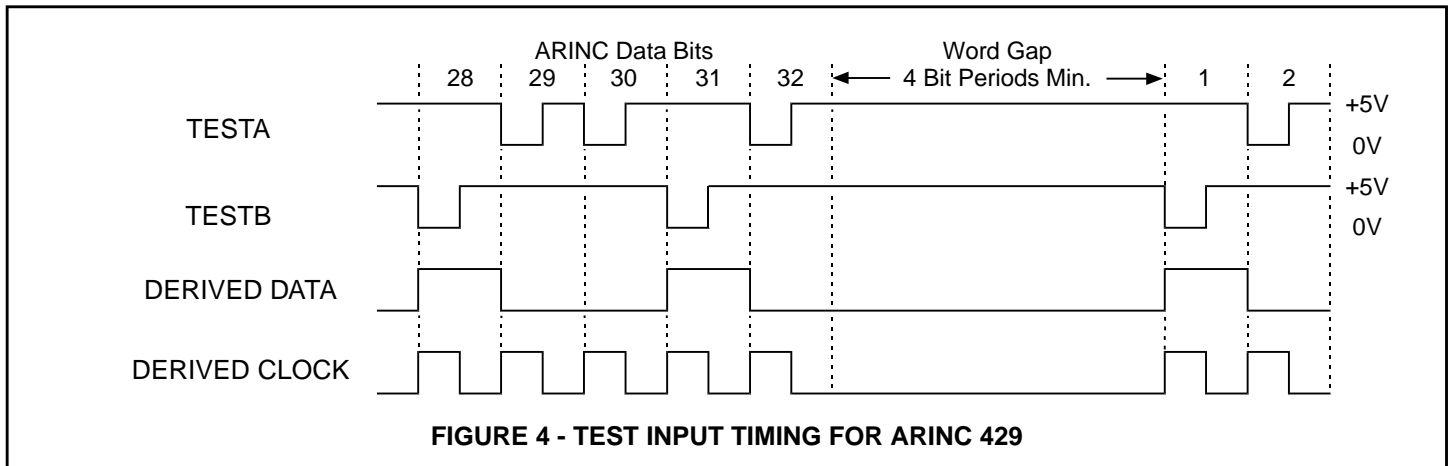 ARINC Data Bits Word Gap
28 29 30 31 32 4 Bit Periods Min. 1 2
TESTA +5V
0V
TESTB +5V
0V
DERIVED DATA
DERIVED CLOCK
FIGURE 4 - TEST INPUT TIMING FOR ARINC 429